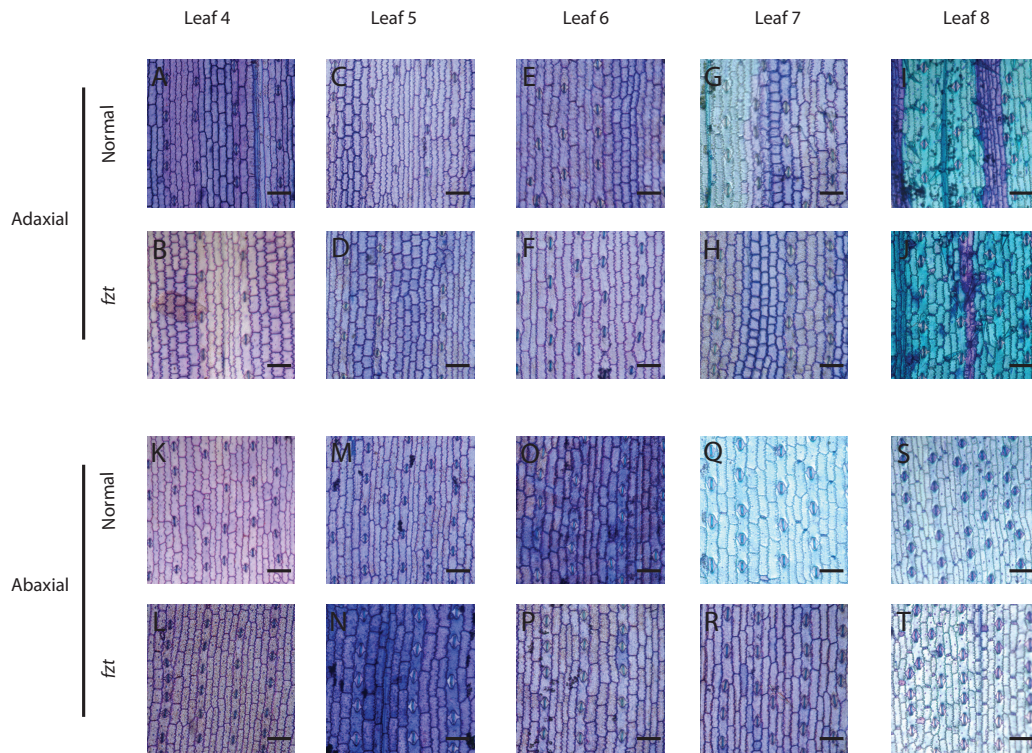 Leaf 4 Leaf 5 Leaf 6 Leaf 7 Leaf 8
Adaxial
Normal
A C E G I
fzt
B D F H J
Abaxial
Normal
K M O Q S
fzt
L N P R T